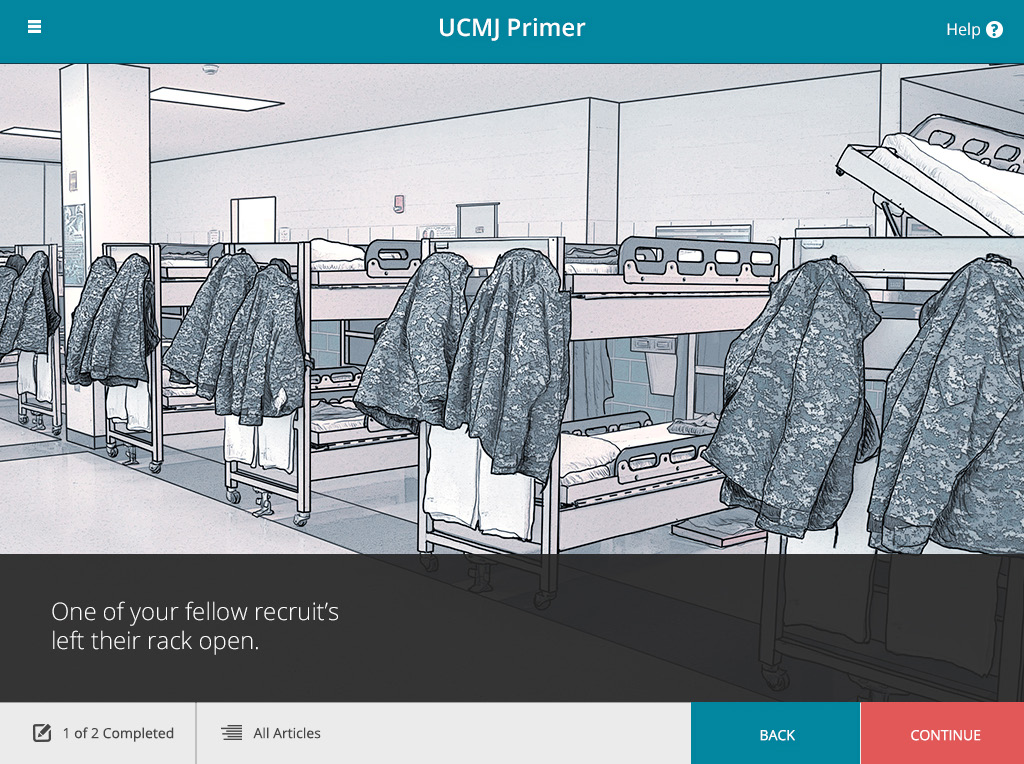 UCMJ Primer
Help ?
One of your fellow recruit’s
left their rack open.
1 of 2 Completed
All Articles
BACK
CONTINUE